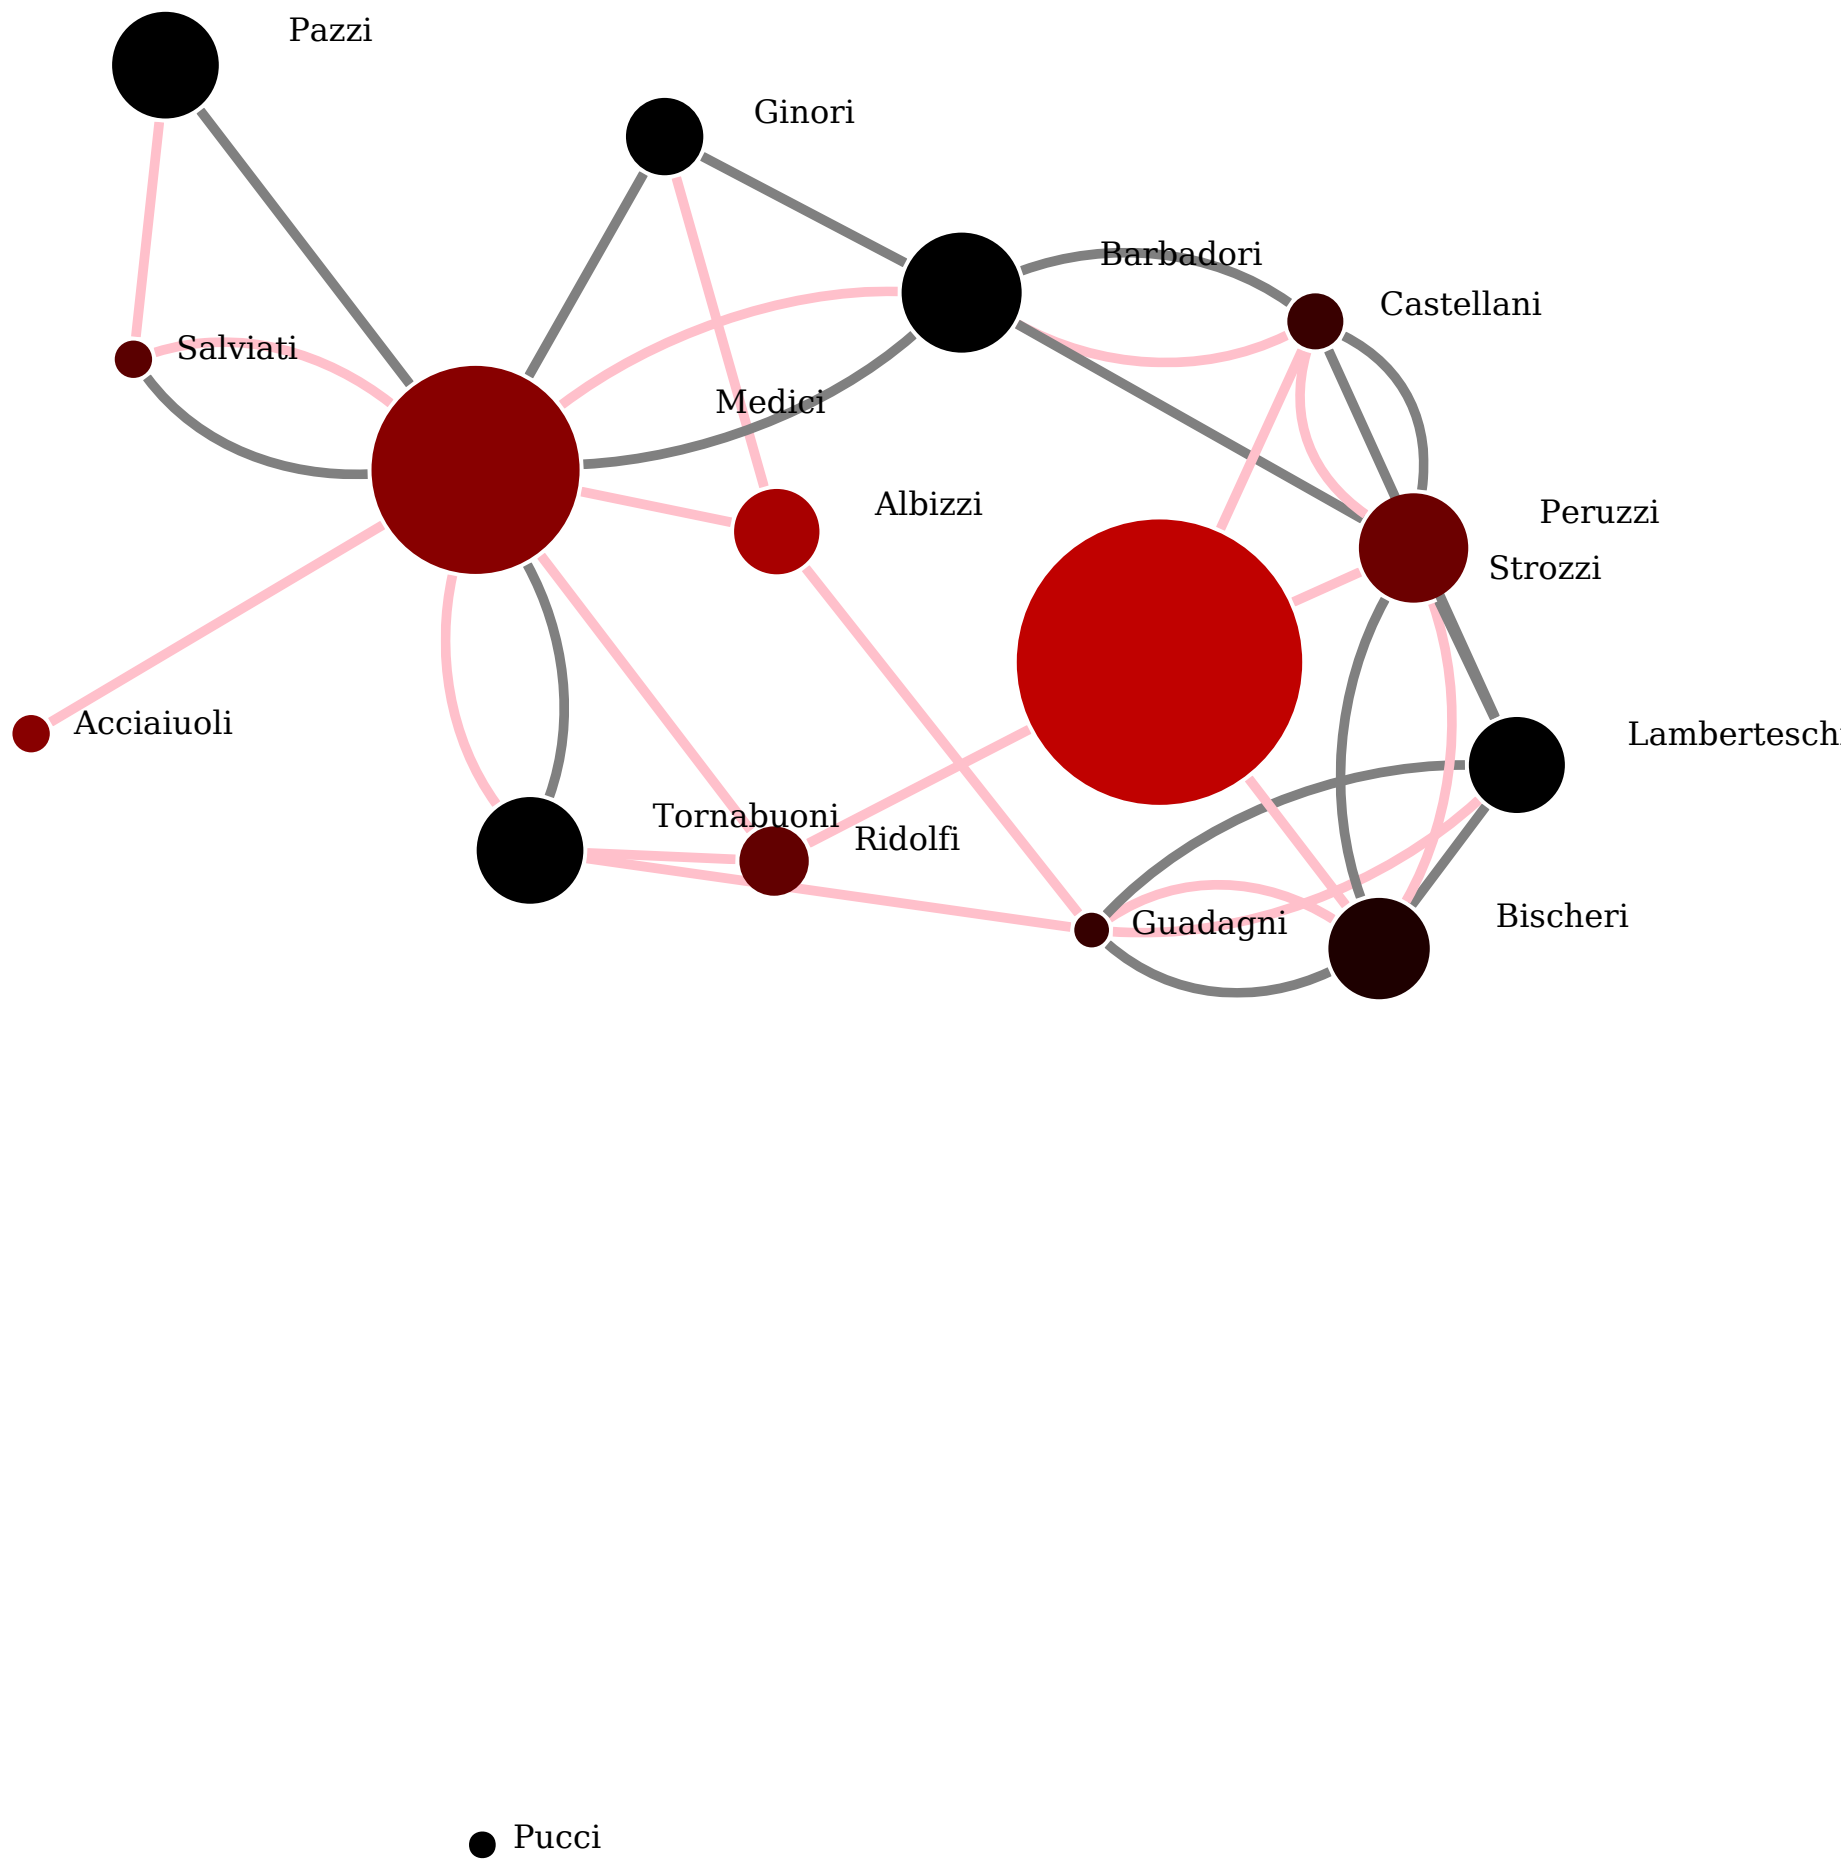 Pazzi
Ginori
Barbadori
Castellani
Salviati
Medici
Albizzi
Peruzzi
Strozzi
Acciaiuoli
Lamberteschi
Tornabuoni
Ridolfi
Bischeri
Guadagni
Pucci